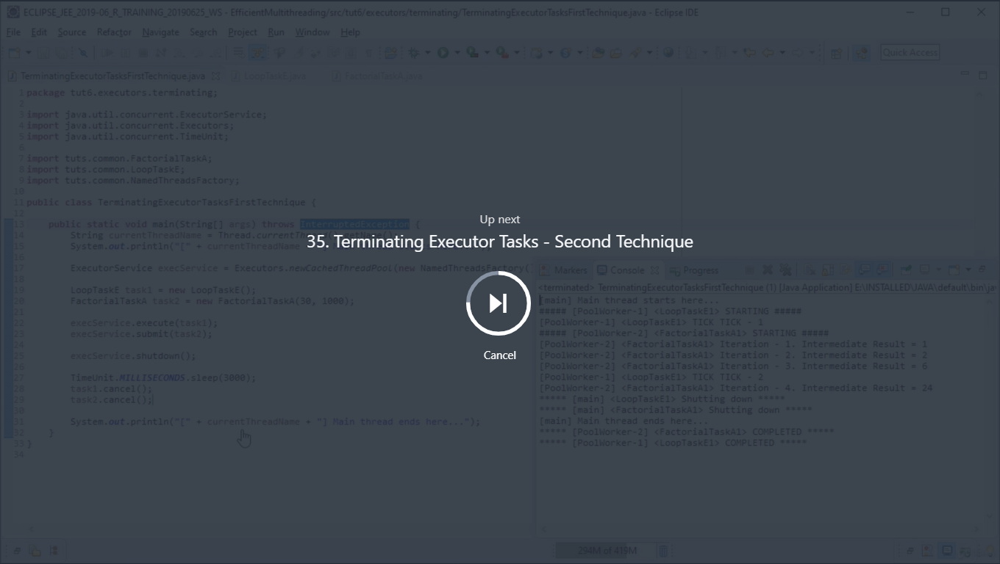 ECLIPSE_JEE_2019-06_R_TRAINING_20190625_WS - EfficientMultithreading/src/tut6/executors/terminating/TerminatingExecutorTasksFirstTechnique.java - Eclipse IDE
File Edit Source Refactor Navigate Search Project Run Window Help
Quick Access
TerminatingExecutorTasksFirstTechnique.java LoopTaskE.java FactorialTaskA.java
1 package tut6.executors.terminating;
2
3 import java.util.concurrent.ExecutorService;
4 import java.util.concurrent.Executors;
5 import java.util.concurrent.TimeUnit;
6
7 import tuts.common.FactorialTaskA;
8 import tuts.common.LoopTaskE;
9 import tuts.common.NamedThreadsFactory;
10
11 public class TerminatingExecutorTasksFirstTechnique {
12
13 public static void main(String[] args) throws InterruptedException {
14 String currentThreadName = Thread.currentThread().getName();
15 System.out.println("[" + currentThreadName
16
17 ExecutorService execService = Executors.newCachedThreadPool(new NamedThreadsFactory(
18
19 LoopTaskE task1 = new LoopTaskE();
20 FactorialTaskA task2 = new FactorialTaskA(30, 1000);
21
22 execService.execute(task1);
23 execService.submit(task2);
24
25 execService.shutdown();
26
27 TimeUnit.MILLISECONDS.sleep(3000);
28 task1.cancel();
29 task2.cancel();
30
31 System.out.println("[" + currentThreadName + "] Main thread ends here...");
32 }
33 }
34
Up next
35. Terminating Executor Tasks - Second Technique
Cancel
Markers Console Progress
<terminated> TerminatingExecutorTasksFirstTechnique (1) [Java Application] E:\INSTALLED\JAVA\default\bin\ja
[main] Main thread starts here...
##### [PoolWorker-1] <LoopTaskE1> STARTING #####
[PoolWorker-1] <LoopTaskE1> TICK TICK - 1
##### [PoolWorker-2] <FactorialTaskA1> STARTING #####
[PoolWorker-2] <FactorialTaskA1> Iteration - 1. Intermediate Result = 1
[PoolWorker-2] <FactorialTaskA1> Iteration - 2. Intermediate Result = 2
[PoolWorker-2] <FactorialTaskA1> Iteration - 3. Intermediate Result = 6
[PoolWorker-1] <LoopTaskE1> TICK TICK - 2
[PoolWorker-2] <FactorialTaskA1> Iteration - 4. Intermediate Result = 24
***** [main] <LoopTaskE1> Shutting down *****
***** [main] <FactorialTaskA1> Shutting down *****
[main] Main thread ends here...
***** [PoolWorker-2] <FactorialTaskA1> COMPLETED *****
***** [PoolWorker-1] <LoopTaskE1> COMPLETED *****
294M of 419M